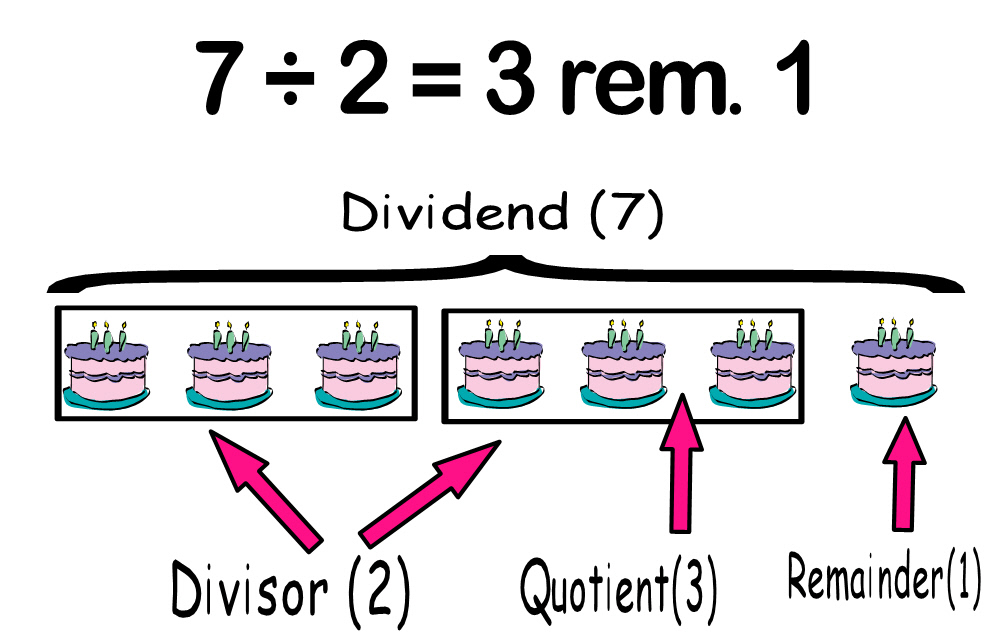 7 ÷ 2 = 3 rem. 1
Dividend (7)
Divisor (2)
Quotient(3)
Remainder(1)